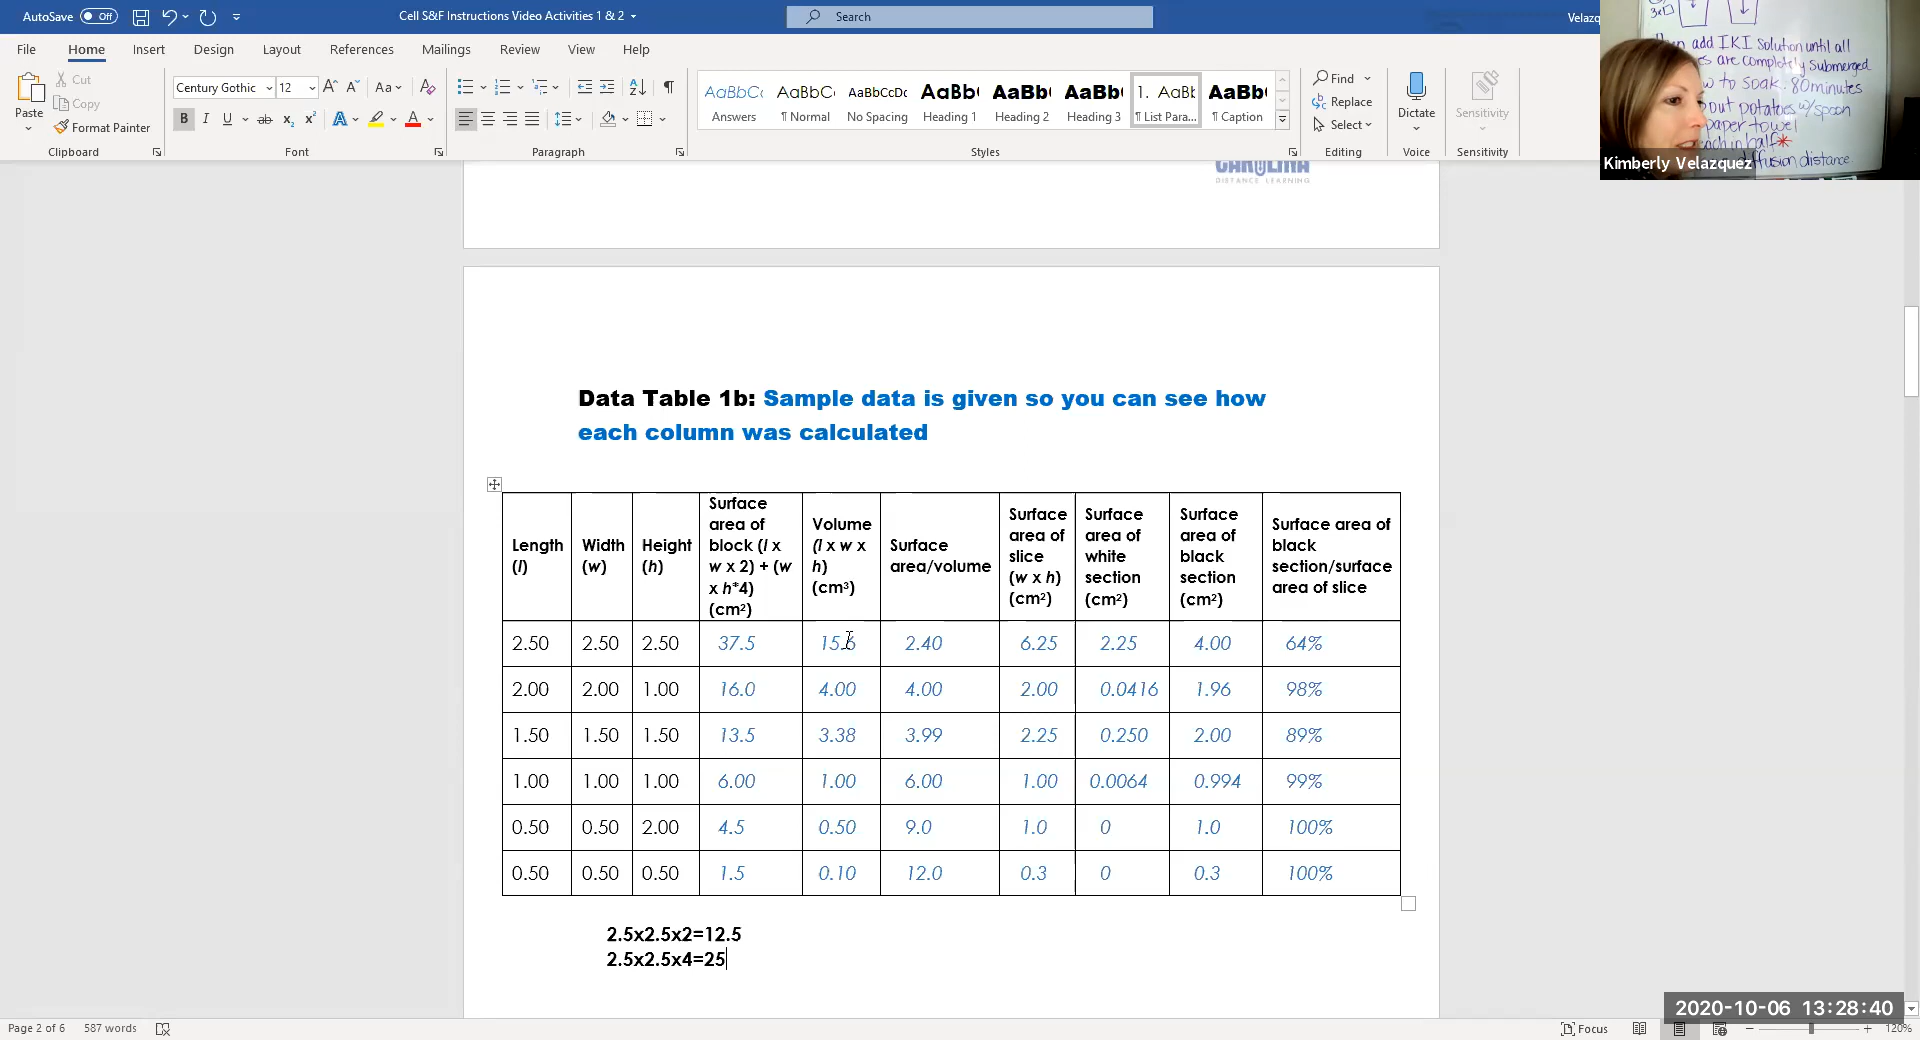 AutoSave Off Cell S&F Instructions Video Activities 1 & 2 Search Velazq
File Home Insert Design Layout References Mailings Review View Help
Paste Cut Copy Format Painter
Century Gothic 12 Aa
AaBbCc Answers
AaBbC ¶ Normal
AaBbCcDc No Spacing
AaBb Heading 1
AaBb Heading 2
AaBb Heading 3
1. AaBb ¶ List Para...
AaBb ¶ Caption
Find Replace Select
Dictate
Sensitivity
Clipboard Font Paragraph Styles Editing Voice Sensitivity
3x1
add IKI Solution until all
are completely submerged
to soak. 80 minutes
out potatoes w/ spoon
paper towel
each in half*
diffusion distance
Kimberly Velazquez
CAROLINA
DISTANCE LEARNING
Data Table 1b: Sample data is given so you can see how
each column was calculated
Length (l) | Width (w) | Height (h) | Surface area of block (l x w x 2) + (w x h*4) (cm²) | Volume (l x w x h) (cm³) | Surface area/volume | Surface area of slice (w x h) (cm²) | Surface area of white section (cm²) | Surface area of black section (cm²) | Surface area of black section/surface area of slice
2.50 2.50 2.50 37.5 15.6 2.40 6.25 2.25 4.00 64%
2.00 2.00 1.00 16.0 4.00 4.00 2.00 0.0416 1.96 98%
1.50 1.50 1.50 13.5 3.38 3.99 2.25 0.250 2.00 89%
1.00 1.00 1.00 6.00 1.00 6.00 1.00 0.0064 0.994 99%
0.50 0.50 2.00 4.5 0.50 9.0 1.0 0 1.0 100%
0.50 0.50 0.50 1.5 0.10 12.0 0.3 0 0.3 100%
2.5x2.5x2=12.5
2.5x2.5x4=25
2020-10-06 13:28:40
Page 2 of 6 587 words Focus 120%